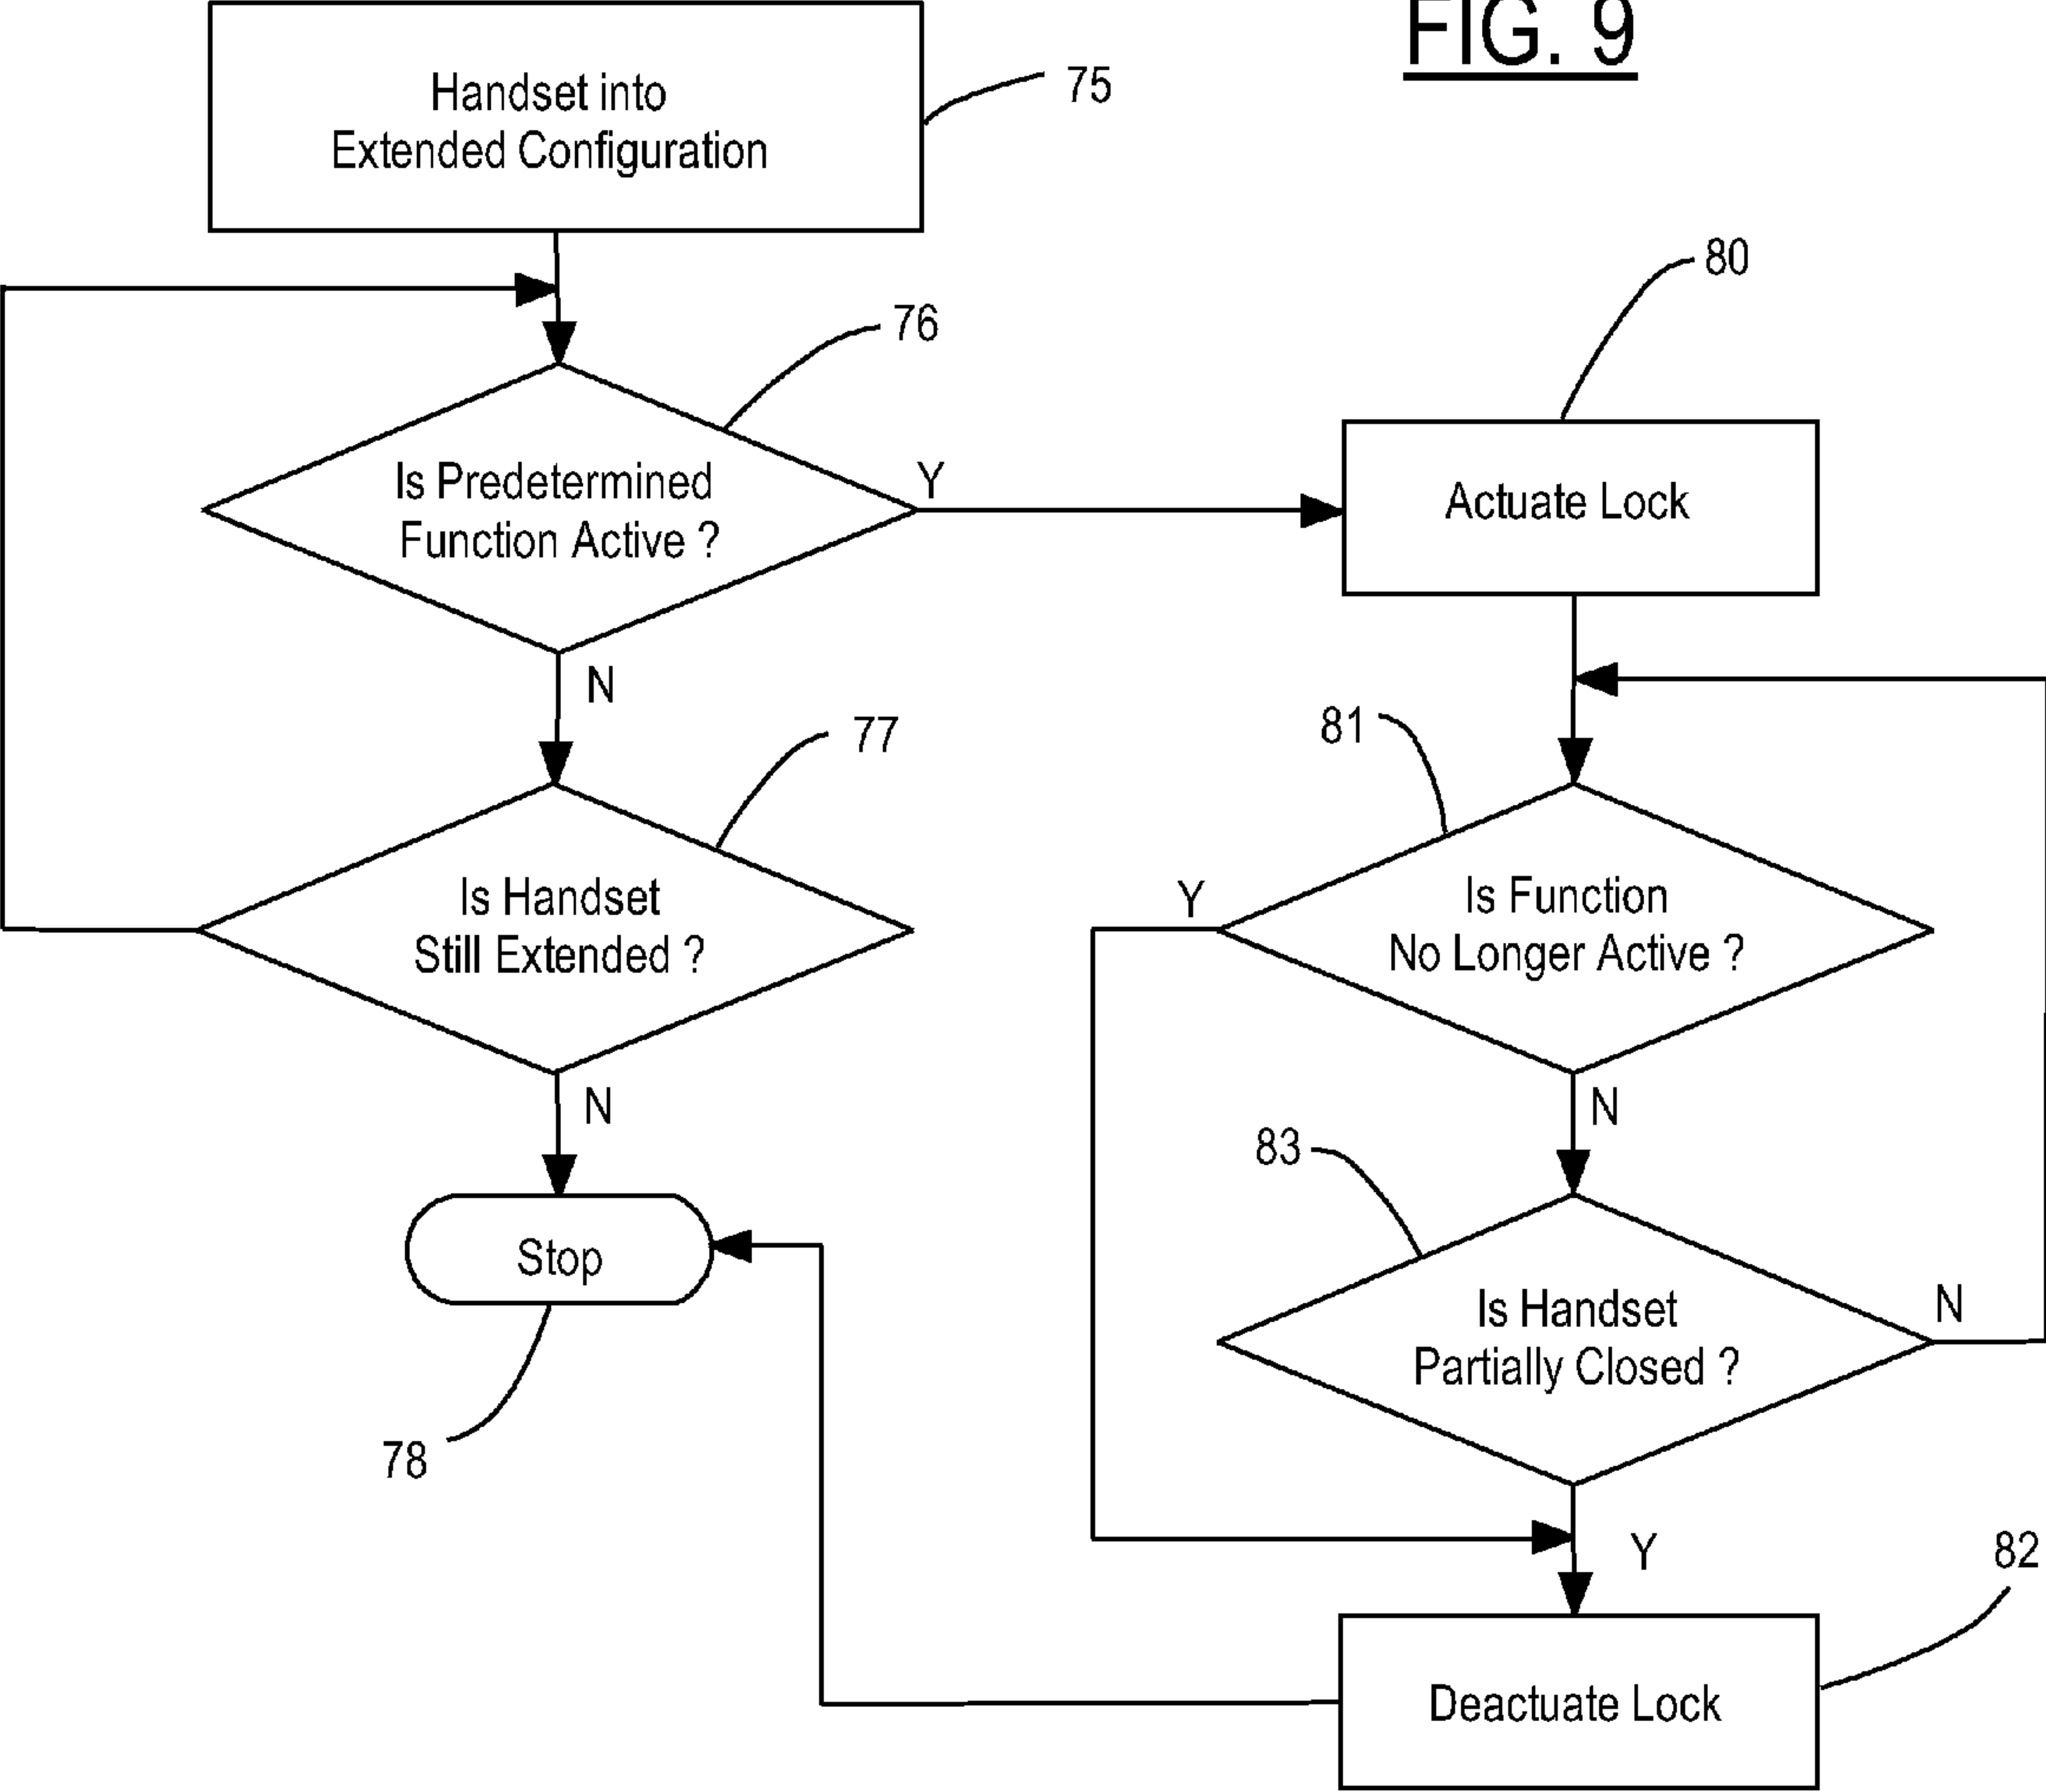 FIG. 9
Handset into
Extended Configuration
75
76
Is Predetermined
Function Active ?
Y
N
80
Actuate Lock
77
Is Handset
Still Extended ?
N
81
Is Function
No Longer Active ?
Y
N
Stop
78
83
Is Handset
Partially Closed ?
N
Y
82
Deactuate Lock